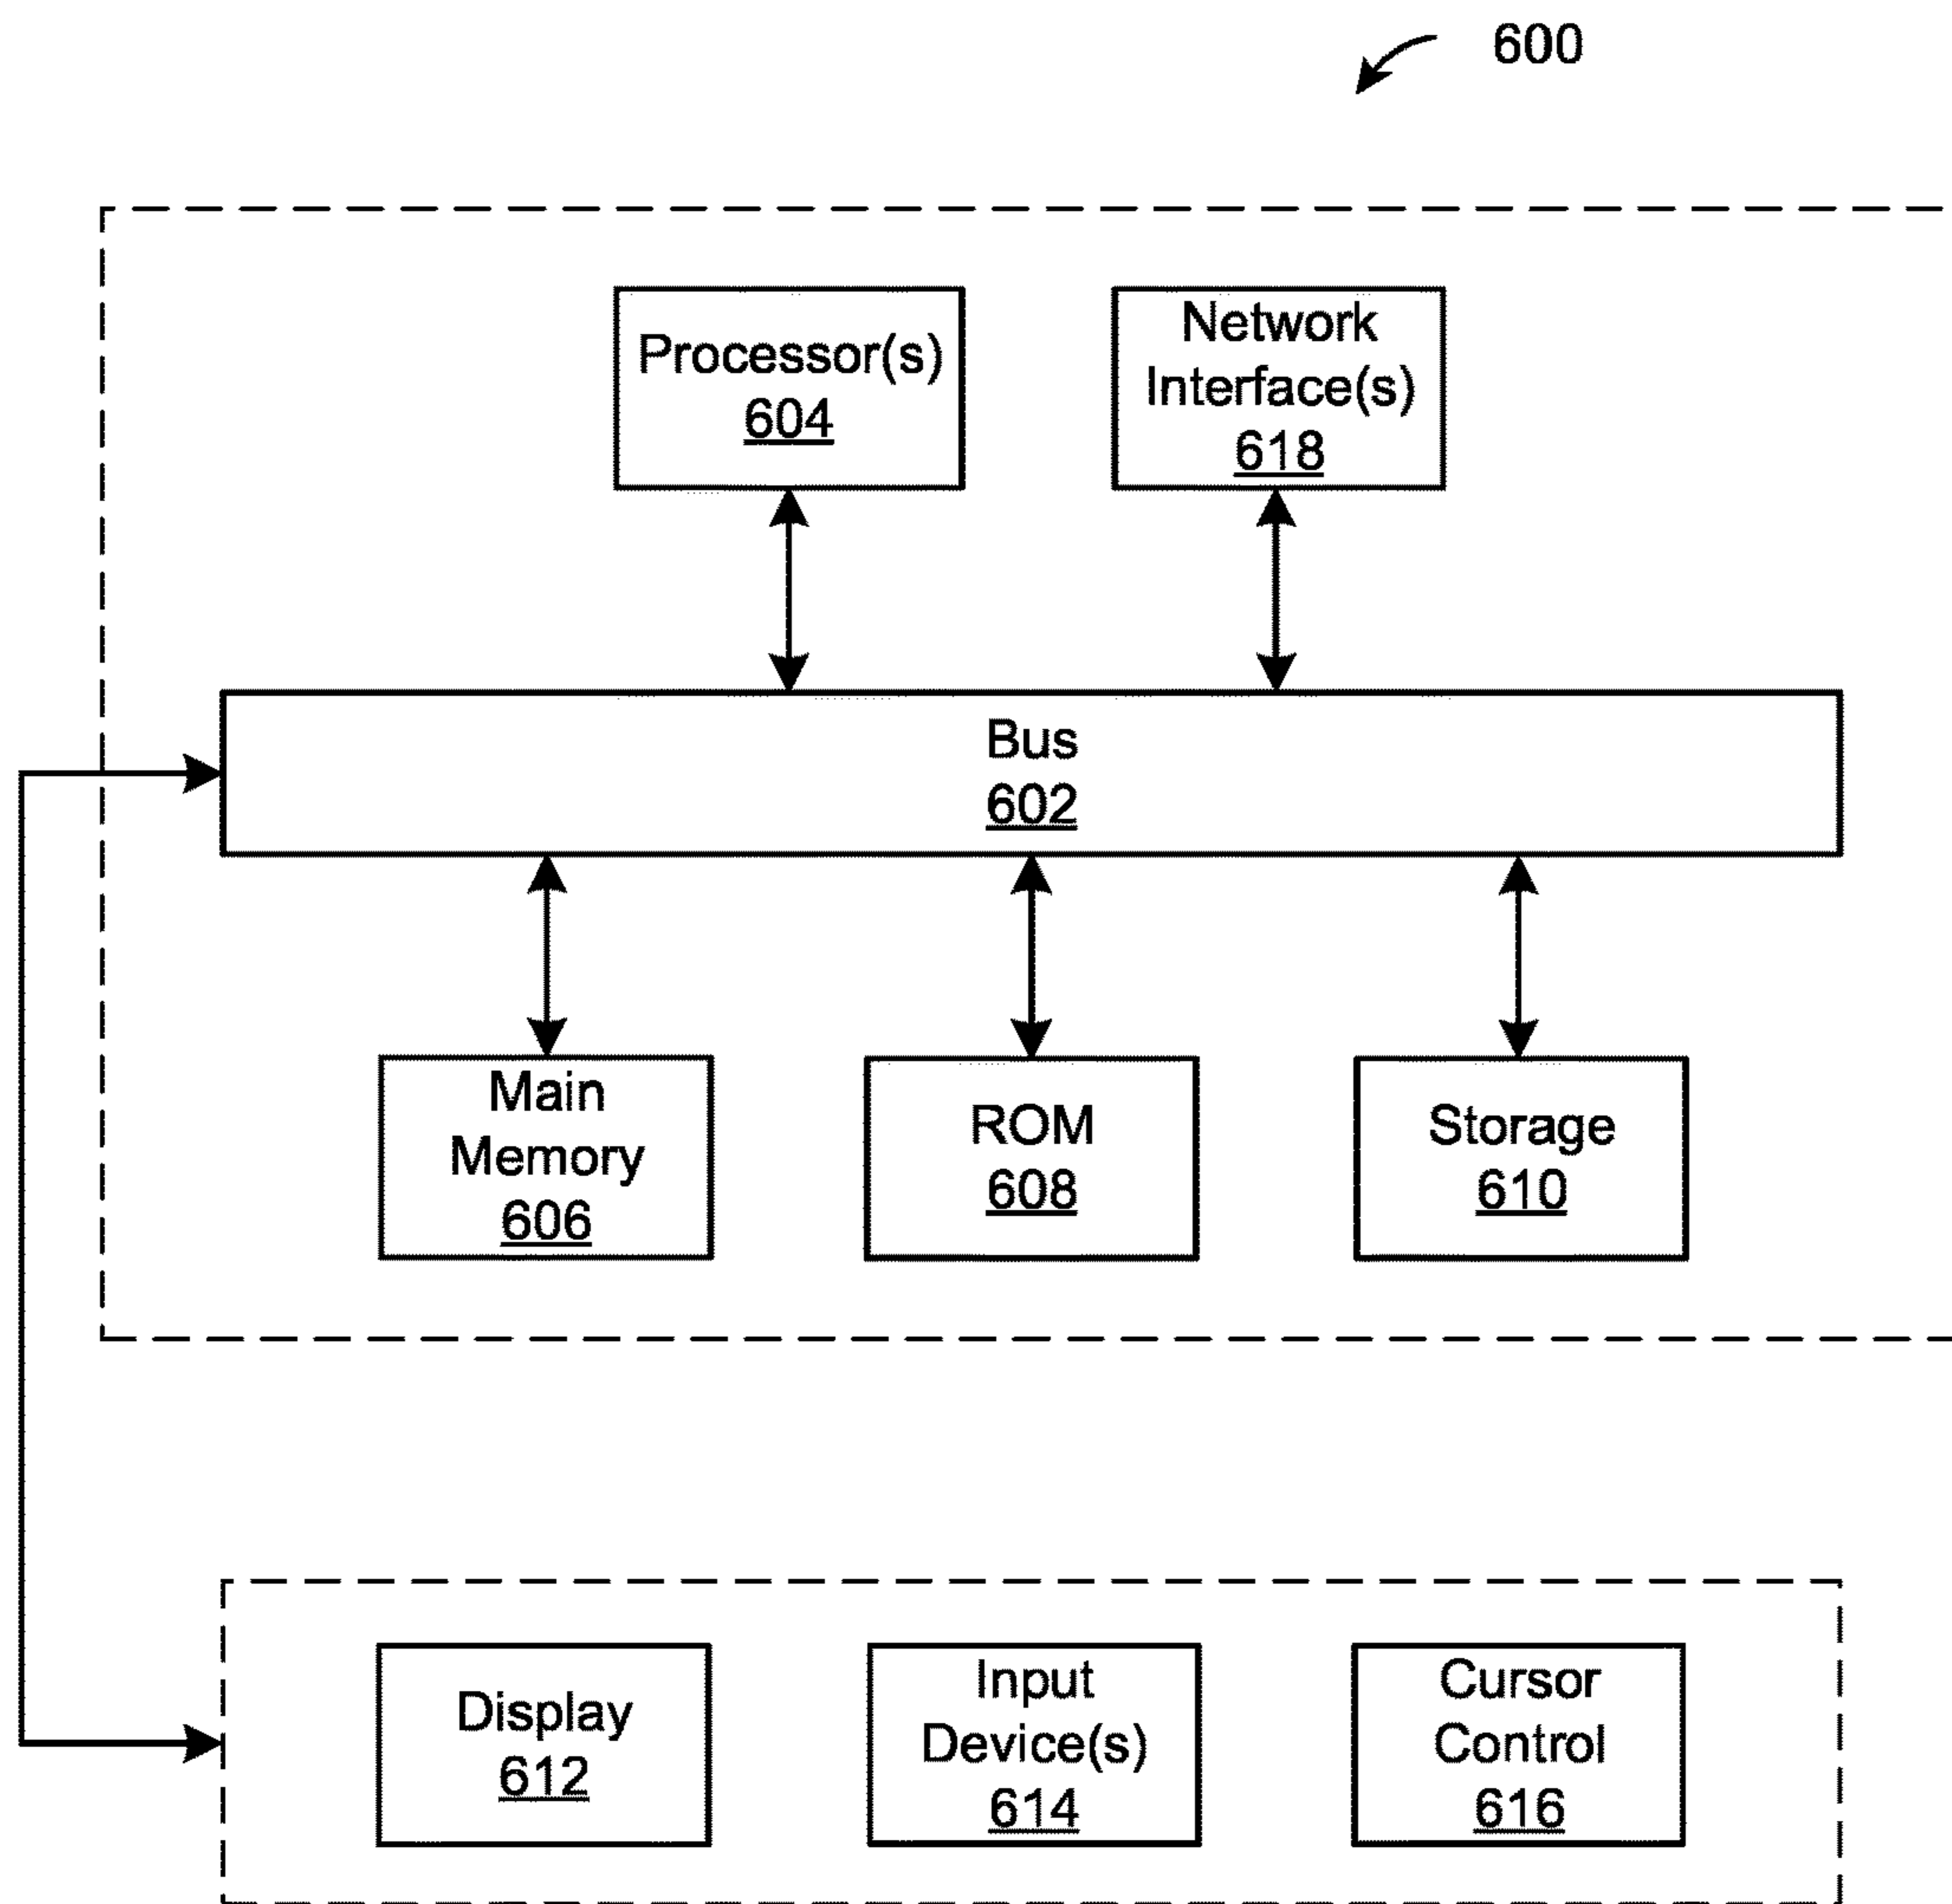 600
Processor(s)
604
Network
Interface(s)
618
Bus
602
Main
Memory
606
ROM
608
Storage
610
Display
612
Input
Device(s)
614
Cursor
Control
616